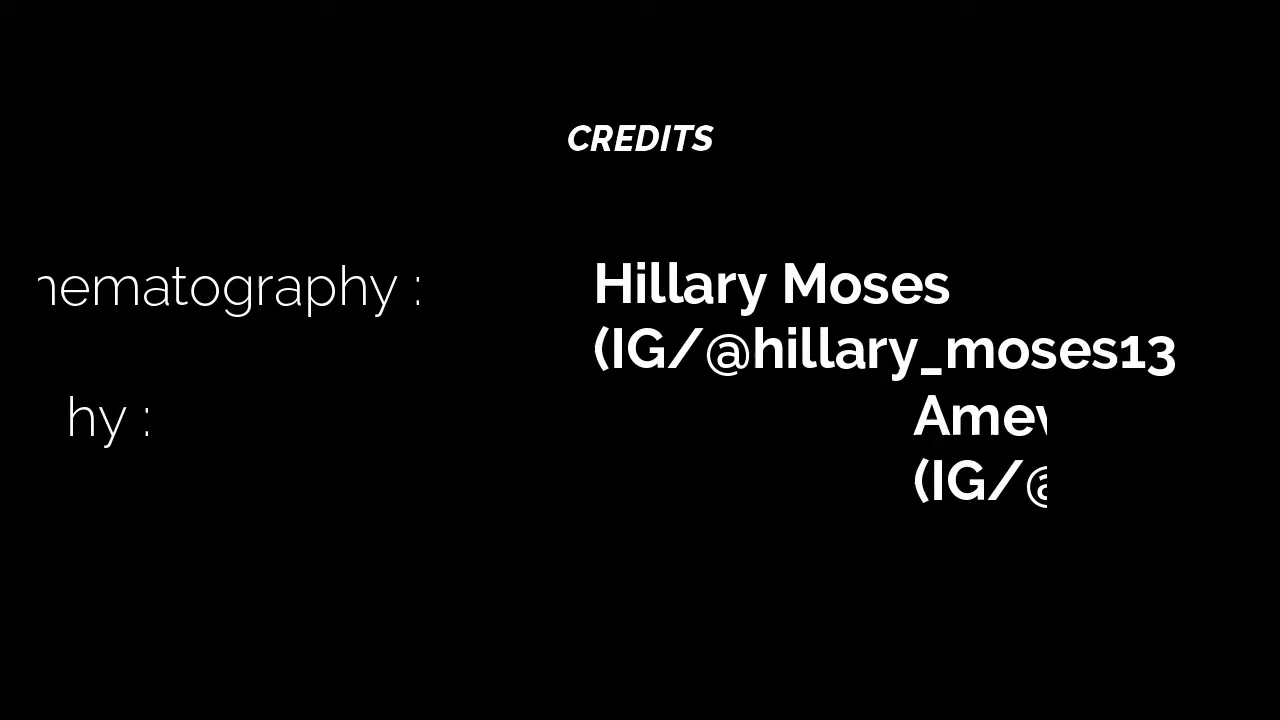 CREDITS
nematography : Hillary Moses
(IG/@hillary_moses13
hy : Amev
(IG/@